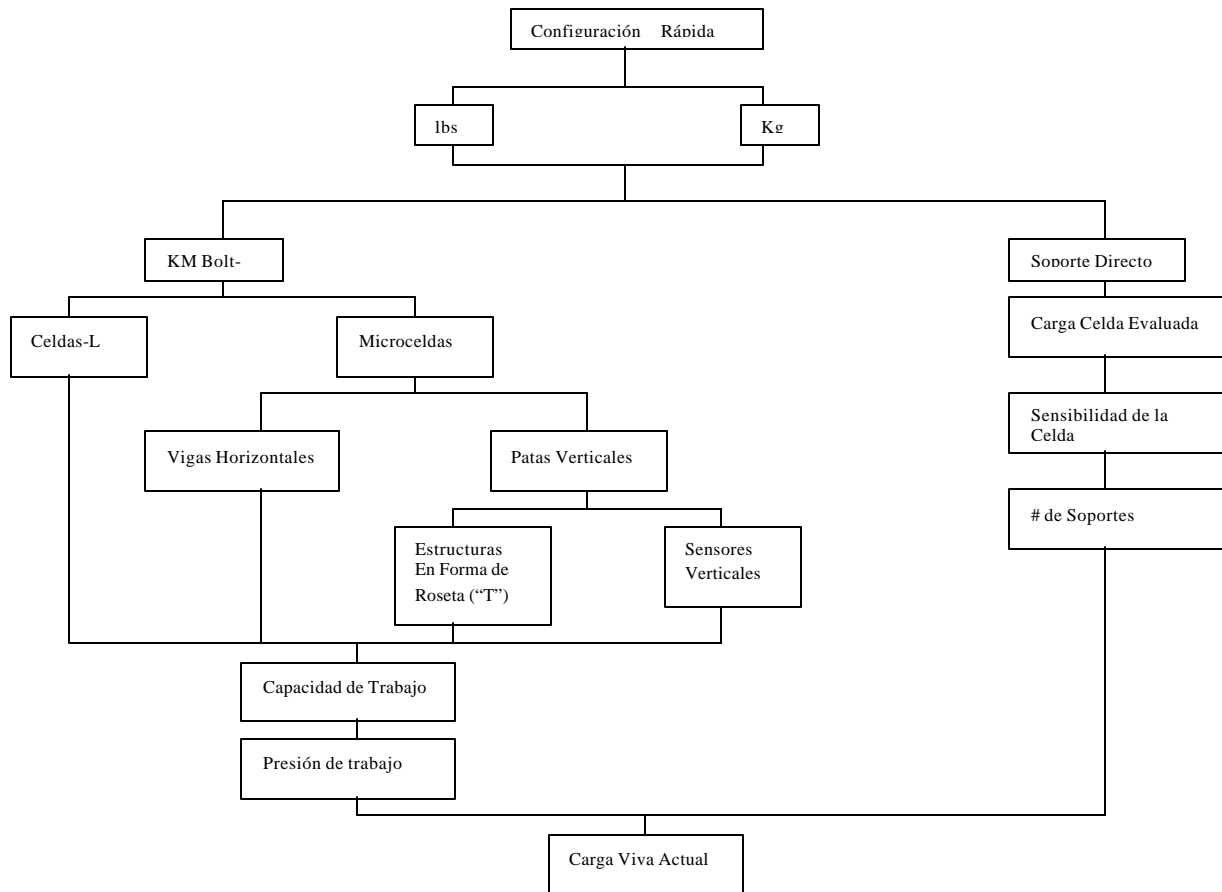 Configuración Rápida
lbs
Kg
KM Bolt-
Soporte Directo
Celdas-L
Microceldas
Carga Celda Evaluada
Vigas Horizontales
Patas Verticales
Sensibilidad de la
Celda
Estructuras
En Forma de
Roseta (“T”)
Sensores
Verticales
# de Soportes
Capacidad de Trabajo
Presión de trabajo
Carga Viva Actual